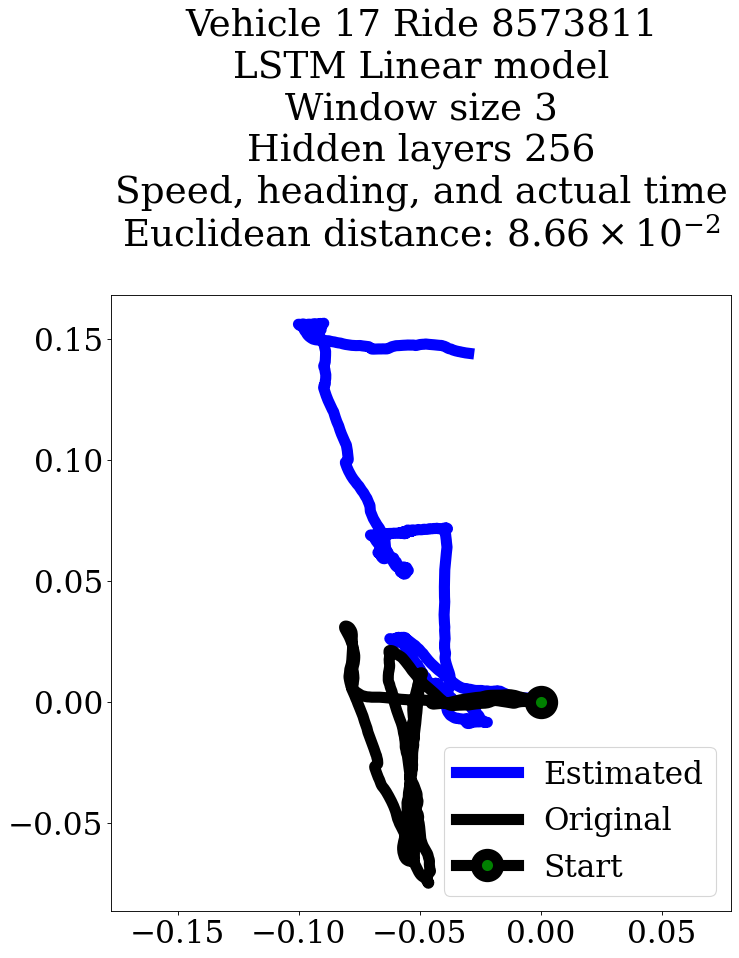 Vehicle 17 Ride 8573811
LSTM Linear model
Window size 3
Hidden layers 256
Speed, heading, and actual time
Euclidean distance: 8.66 × 10⁻²
0.15
0.10
0.05
0.00
−0.05
Estimated
Original
Start
−0.15 −0.10 −0.05 0.00 0.05